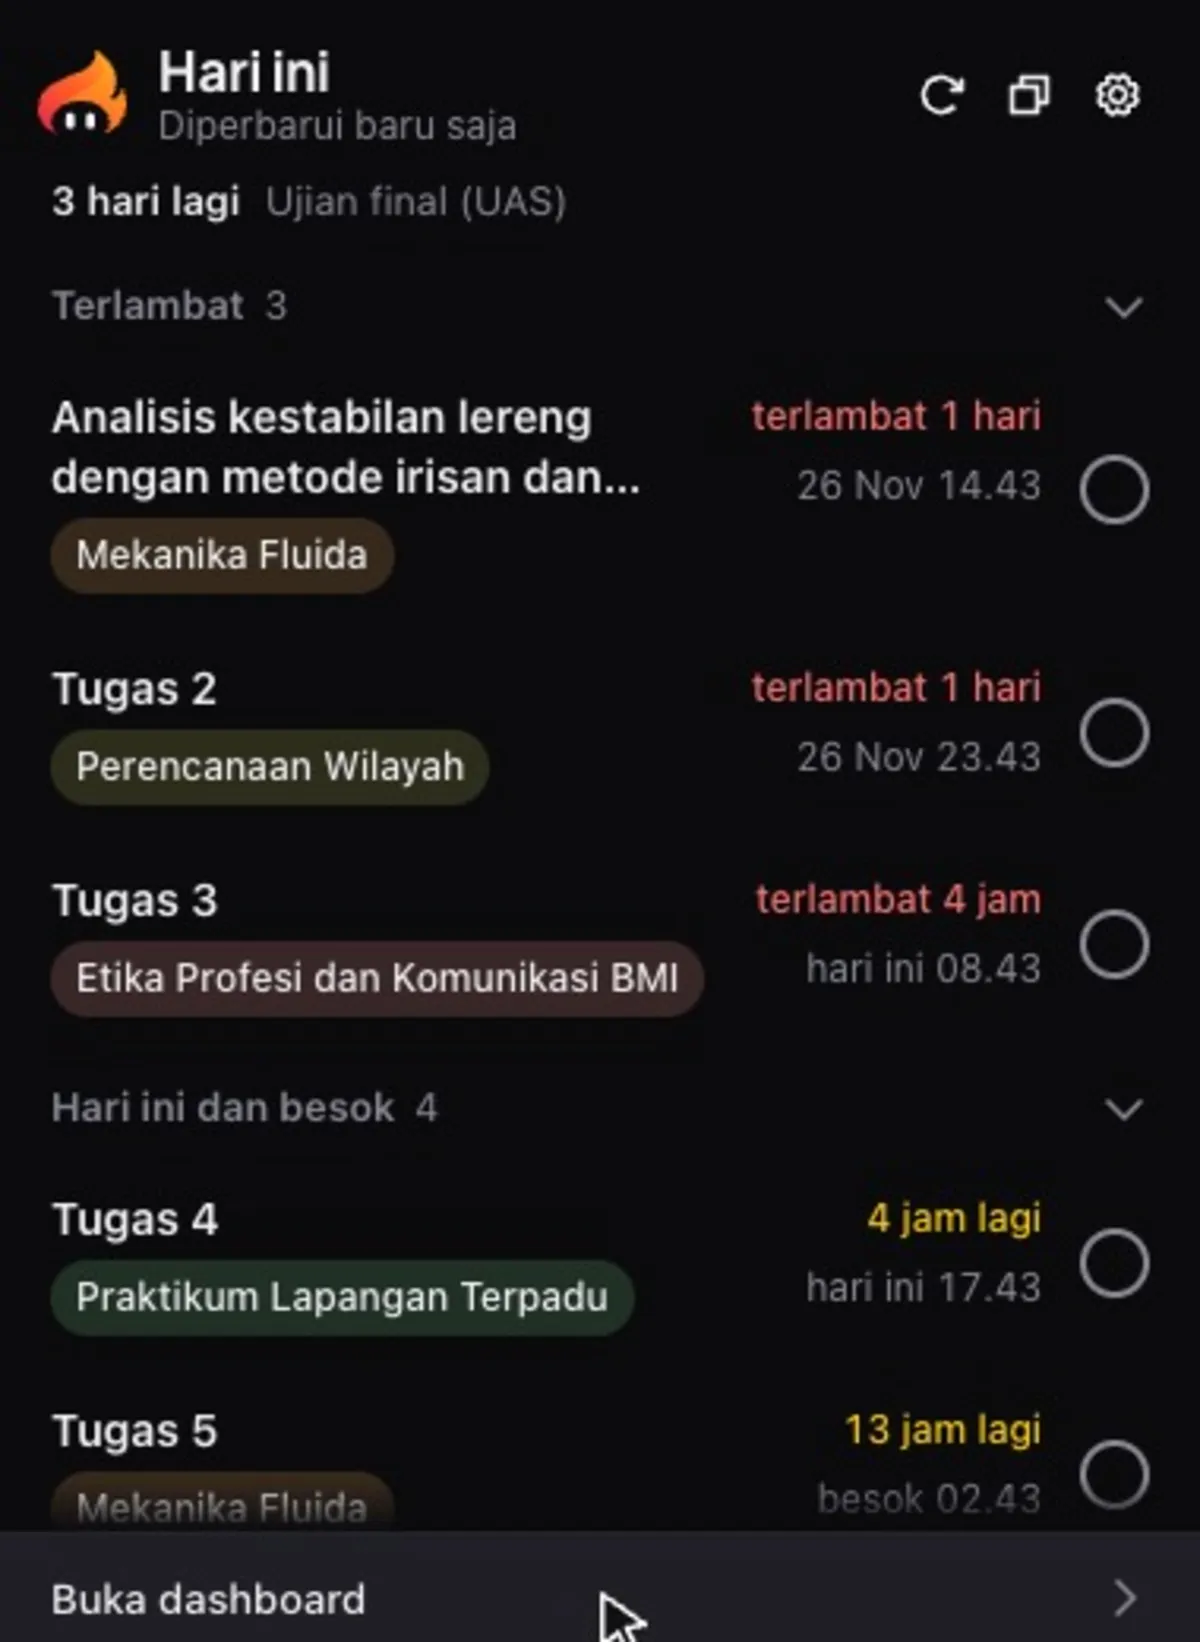 Hari ini
Diperbarui baru saja
3 hari lagi Ujian final (UAS)
Terlambat 3
Analisis kestabilan lereng
dengan metode irisan dan...
terlambat 1 hari
26 Nov 14.43
Mekanika Fluida
Tugas 2
terlambat 1 hari
26 Nov 23.43
Perencanaan Wilayah
Tugas 3
terlambat 4 jam
hari ini 08.43
Etika Profesi dan Komunikasi BMI
Hari ini dan besok 4
Tugas 4
4 jam lagi
hari ini 17.43
Praktikum Lapangan Terpadu
Tugas 5
13 jam lagi
besok 02.43
Mekanika Fluida
Buka dashboard